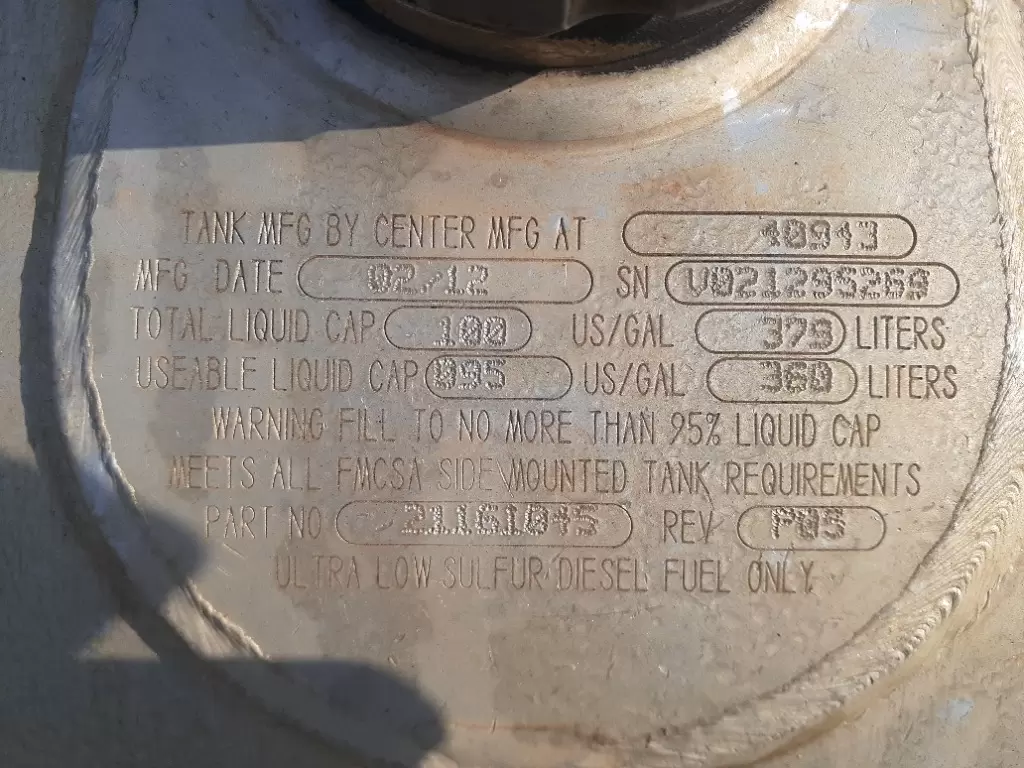 TANK MFG BY CENTER MFG AT 40943
MFG DATE 02/12 SN V021295260
TOTAL LIQUID CAP 100 US/GAL 379 LITERS
USEABLE LIQUID CAP 095 US/GAL 360 LITERS
WARNING FILL TO NO MORE THAN 95% LIQUID CAP
MEETS ALL FMCSA SIDE MOUNTED TANK REQUIREMENTS
PART NO 21161045 REV P05
ULTRA LOW SULFUR DIESEL FUEL ONLY.